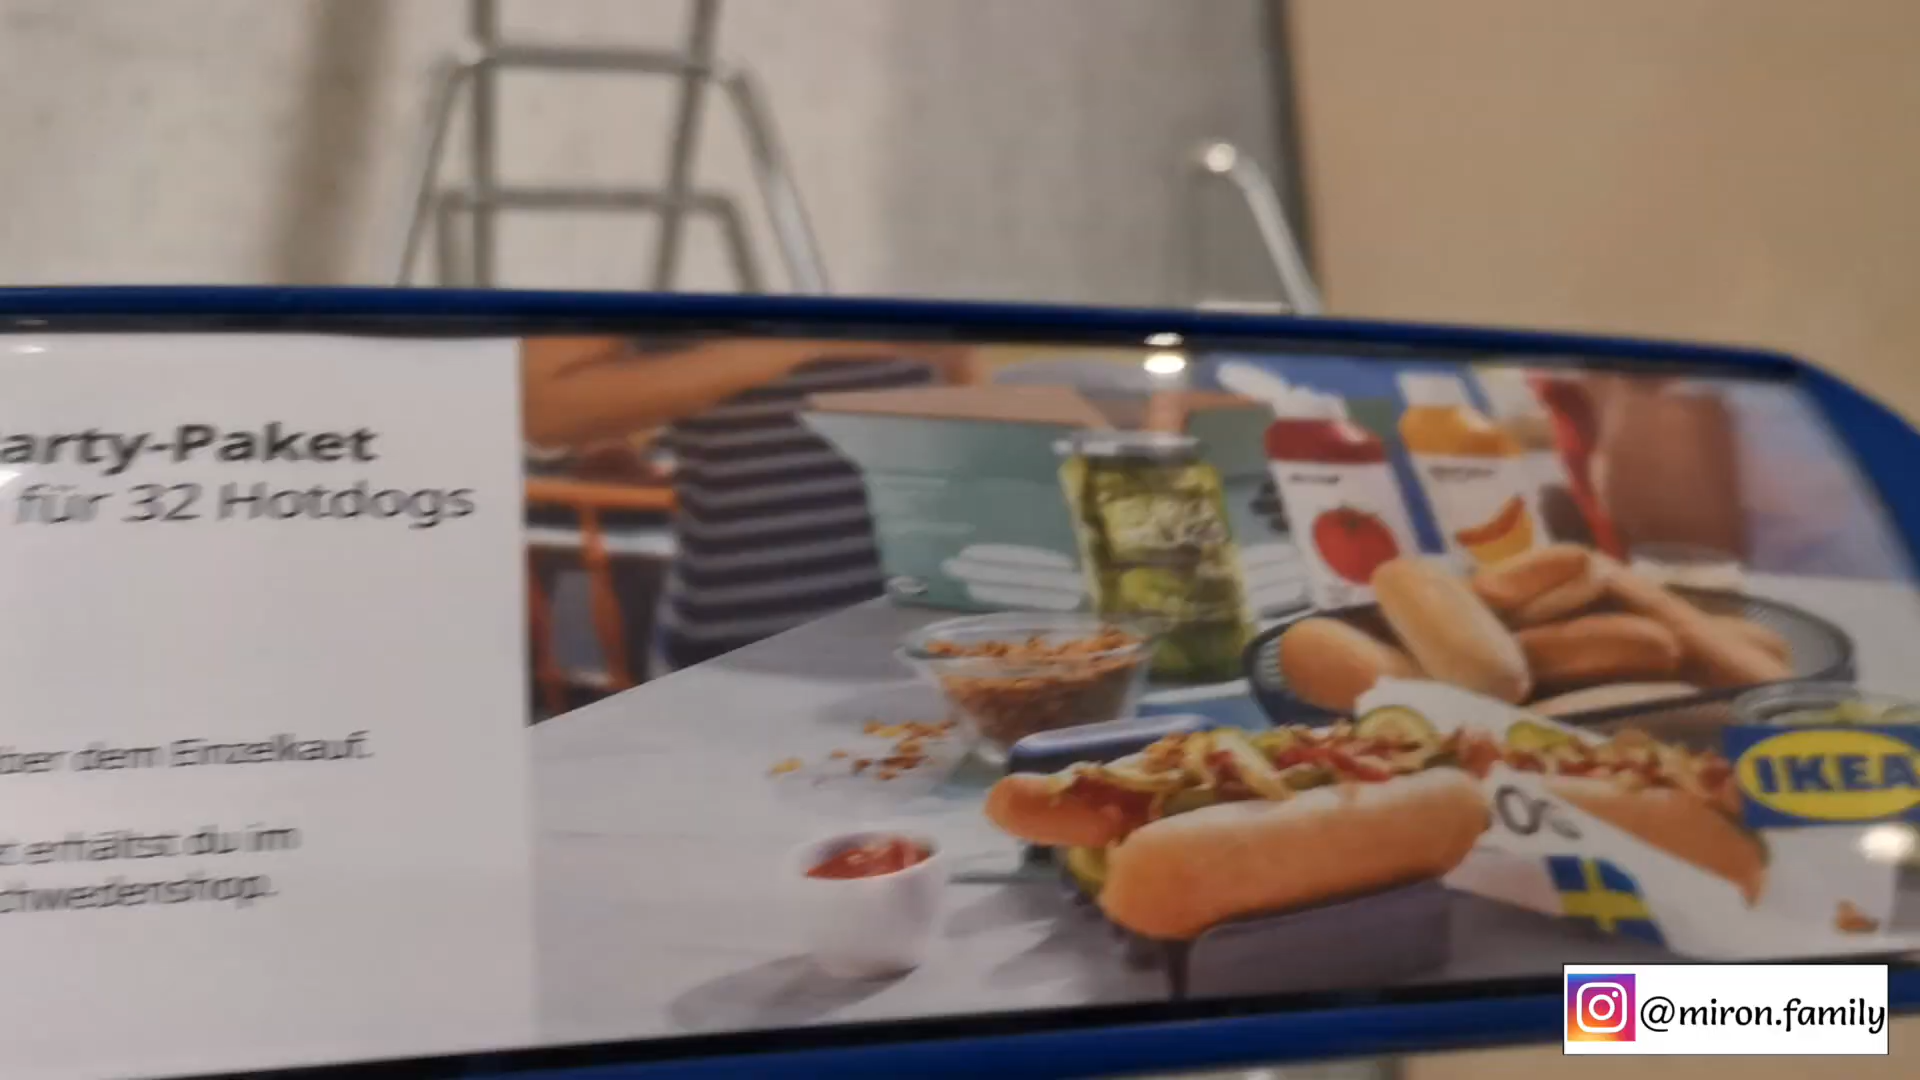 arty-Paket
für 32 Hotdogs
ber dem Einzelkauf.
t erhältst du im
chwedenshop.
IKEA
@miron.family